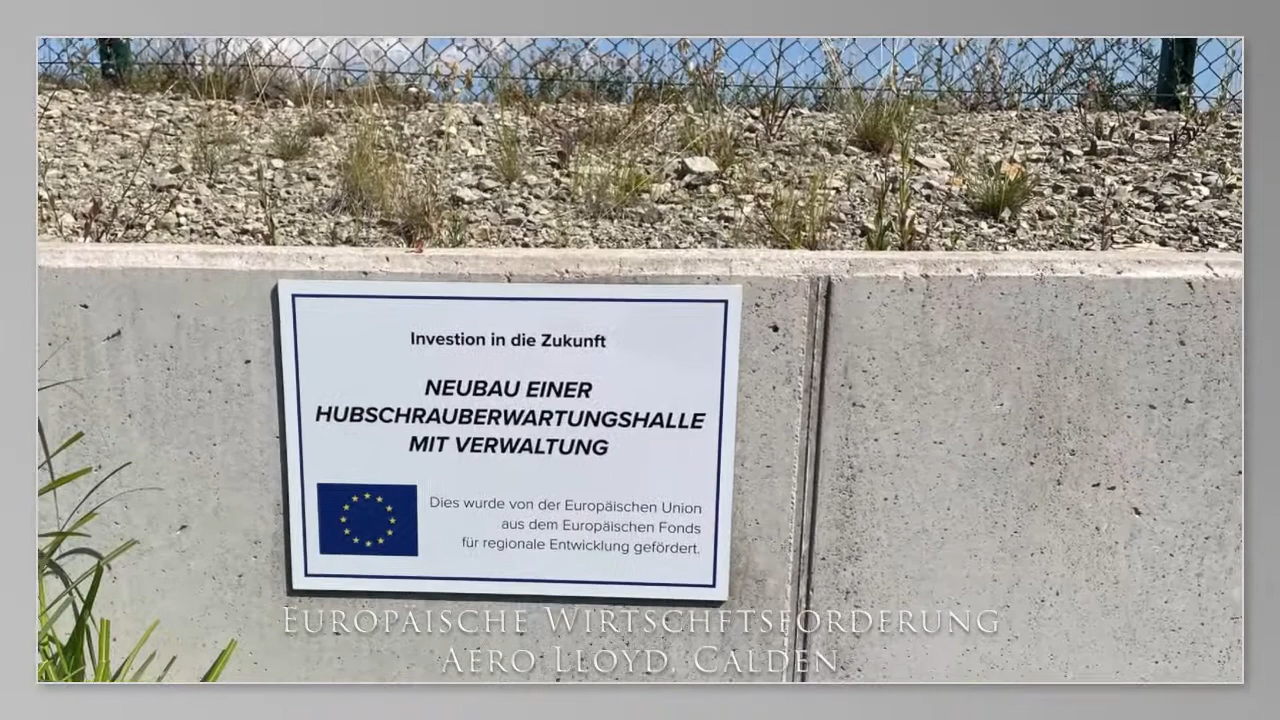 Investion in die Zukunft
NEUBAU EINER
HUBSCHRAUBERWARTUNGSHALLE
MIT VERWALTUNG
Dies wurde von der Europäischen Union
aus dem Europäischen Fonds
für regionale Entwicklung gefördert.
Europäische Wirtschftsförderung
Aero Lloyd, Calden